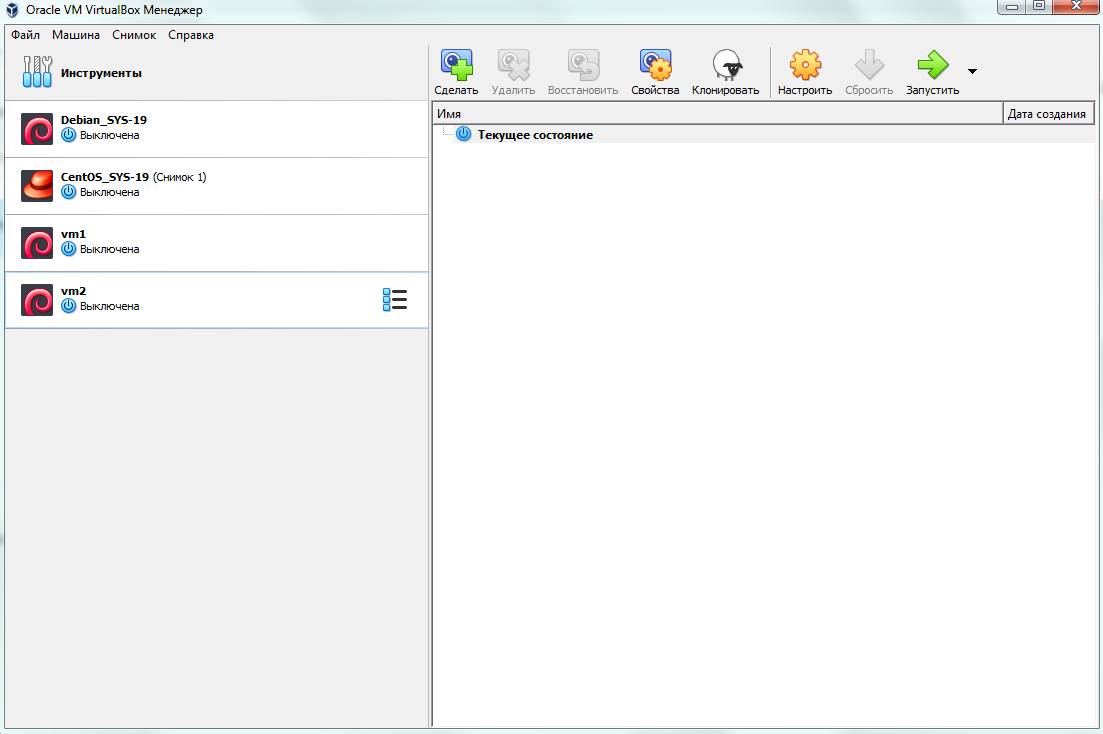 Oracle VM VirtualBox Менеджер
Файл Машина Снимок Справка
Инструменты
Сделать Удалить Восстановить Свойства Клонировать Настроить Сбросить Запустить
Имя Дата создания
Текущее состояние
Debian_SYS-19
Выключена
CentOS_SYS-19 (Снимок 1)
Выключена
vm1
Выключена
vm2
Выключена